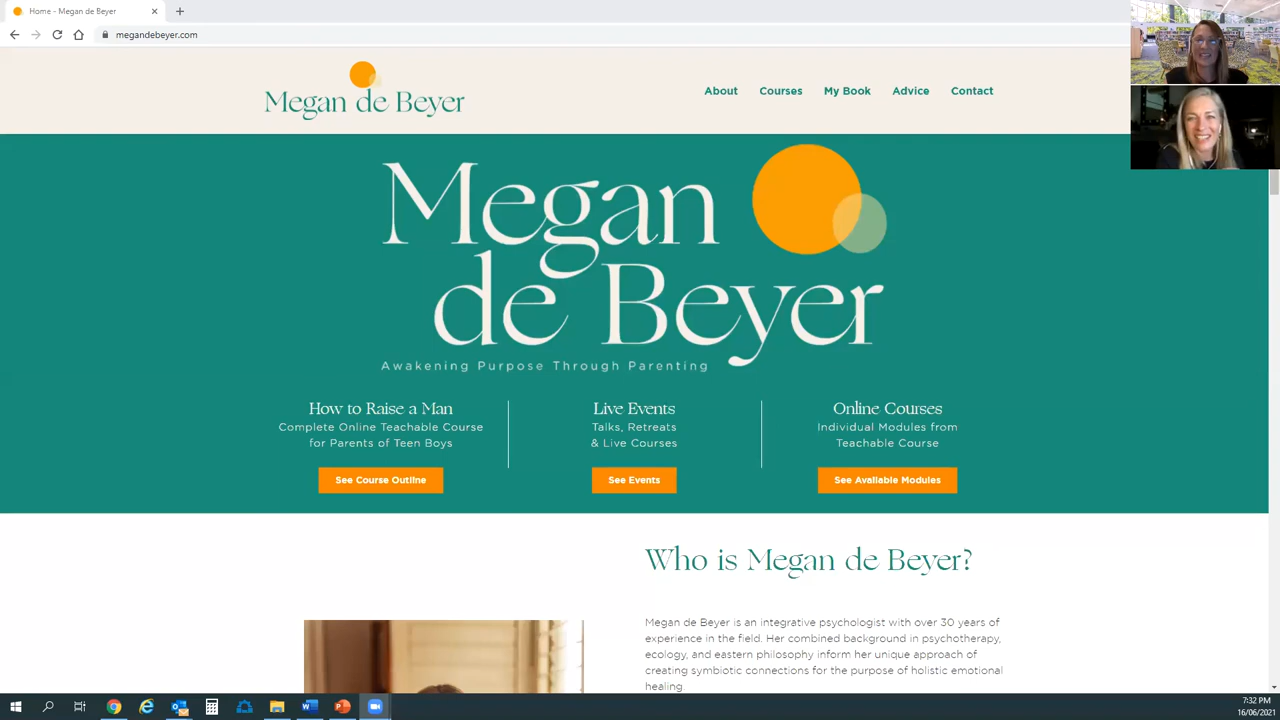 Home - Megan de Beyer
megandebeyer.com
Megan de Beyer
About Courses My Book Advice Contact
Megan
de Beyer
Awakening Purpose Through Parenting
How to Raise a Man
Complete Online Teachable Course
for Parents of Teen Boys
See Course Outline
Live Events
Talks, Retreats
& Live Courses
See Events
Online Courses
Individual Modules from
Teachable Course
See Available Modules
Who is Megan de Beyer?
Megan de Beyer is an integrative psychologist with over 30 years of
experience in the field. Her combined background in psychotherapy,
ecology, and eastern philosophy inform her unique approach of
creating symbiotic connections for the purpose of holistic emotional
healing.
7:32 PM
16/06/2021